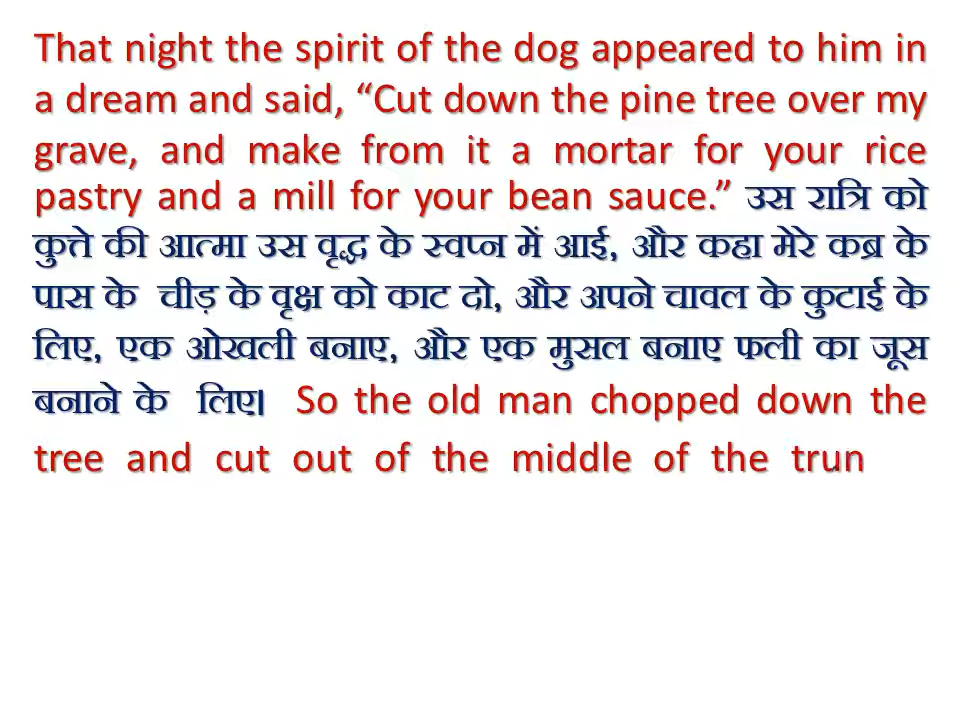 That night the spirit of the dog appeared to him in
a dream and said, “Cut down the pine tree over my
grave, and make from it a mortar for your rice
pastry and a mill for your bean sauce.” उस रात्रि को
कुत्ते की आत्मा उस वृद्ध के स्वप्न में आई, और कहा मेरे कब्र के
पास के चीड़ के वृक्ष को काट दो, और अपने चावल के कुटाई के
लिए, एक ओखली बनाए, और एक मुसल बनाए फली का जूस
बनाने के लिए। So the old man chopped down the
tree and cut out of the middle of the trun